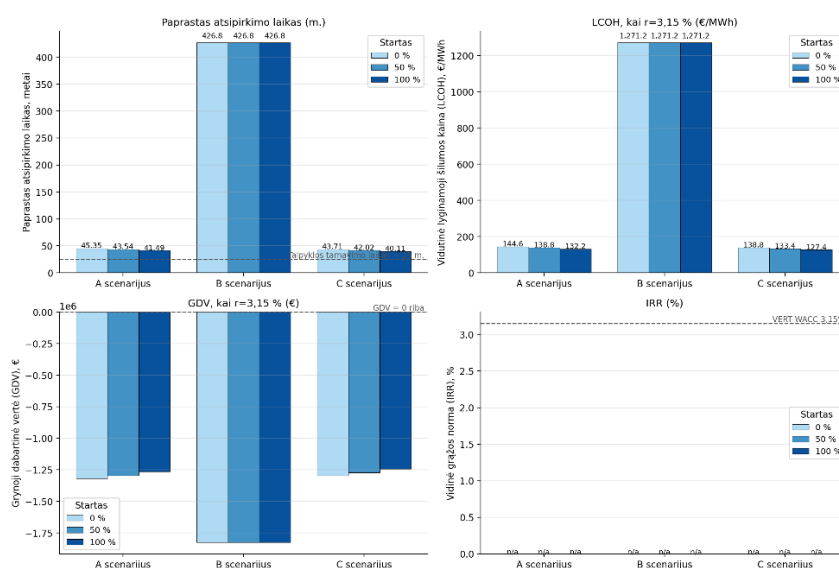 Paprastas atsipirkimo laikas (m.)
Paprastas atsipirkimo laikas, metai
400
350
300
250
200
150
100
50
0
426.8 426.8 426.8
45.35 43.54 41.49
43.71 42.02 40.11
Startas
0 %
50 %
100 %
m.
A scenarijus B scenarijus C scenarijus
LCOH, kai r=3,15 % (€/MWh)
Vidutinė lyginamoji šilumos kaina (LCOH), €/MWh
1200
1000
800
600
400
200
0
1,271.2 1,271.2 1,271.2
144.6 138.8 132.2
138.8 133.4 127.4
Startas
0 %
50 %
100 %
A scenarijus B scenarijus C scenarijus
GDV, kai r=3,15 % (€)
1e6
Grynoji dabartinė vertė (GDV), €
0.00
−0.25
−0.50
−0.75
−1.00
−1.25
−1.50
−1.75
GDV = 0 riba
Startas
0 %
50 %
100 %
A scenarijus B scenarijus C scenarijus
IRR (%)
Vidinė grąžos norma (IRR), %
3.0
2.5
2.0
1.5
1.0
0.5
0.0
VERT WACC 3.15%
Startas
0 %
50 %
100 %
n/a n/a n/a n/a n/a n/a n/a n/a n/a
A scenarijus B scenarijus C scenarijus